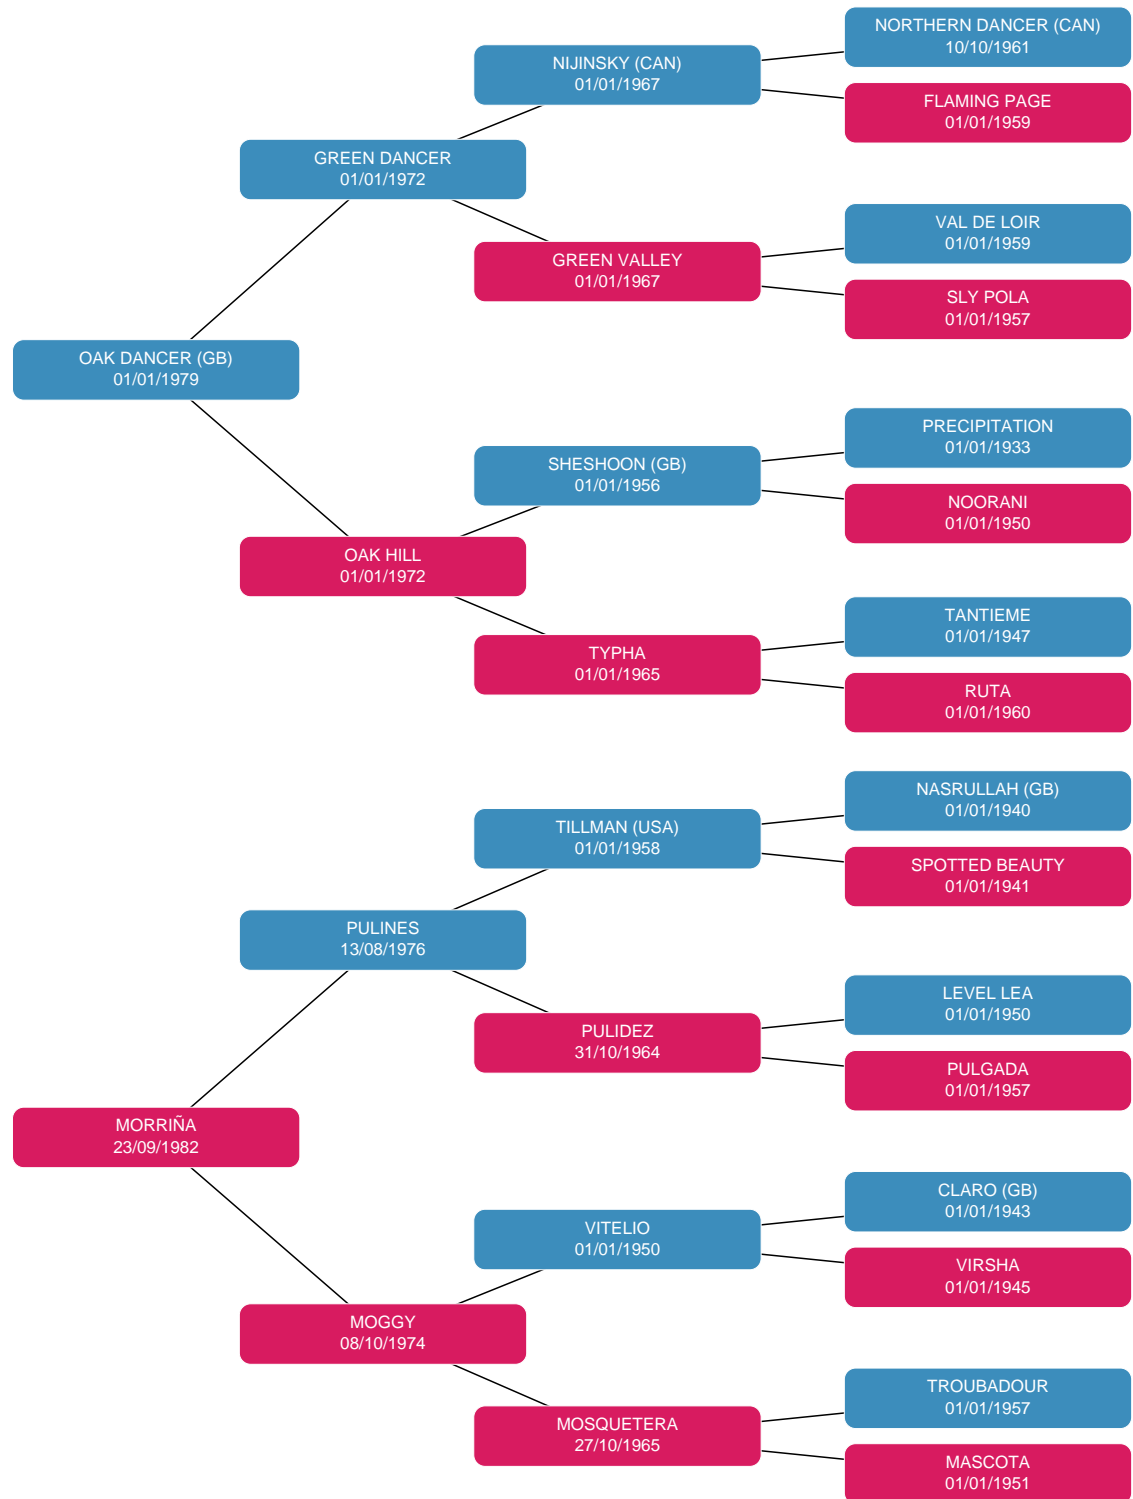 NORTHERN DANCER (CAN)
10/10/1961
NIJINSKY (CAN)
01/01/1967
FLAMING PAGE
01/01/1959
GREEN DANCER
01/01/1972
VAL DE LOIR
01/01/1959
GREEN VALLEY
01/01/1967
SLY POLA
01/01/1957
OAK DANCER (GB)
01/01/1979
PRECIPITATION
01/01/1933
SHESHOON (GB)
01/01/1956
NOORANI
01/01/1950
OAK HILL
01/01/1972
TANTIEME
01/01/1947
TYPHA
01/01/1965
RUTA
01/01/1960
NASRULLAH (GB)
01/01/1940
TILLMAN (USA)
01/01/1958
SPOTTED BEAUTY
01/01/1941
PULINES
13/08/1976
LEVEL LEA
01/01/1950
PULIDEZ
31/10/1964
PULGADA
01/01/1957
MORRIÑA
23/09/1982
CLARO (GB)
01/01/1943
VITELIO
01/01/1950
VIRSHA
01/01/1945
MOGGY
08/10/1974
TROUBADOUR
01/01/1957
MOSQUETERA
27/10/1965
MASCOTA
01/01/1951